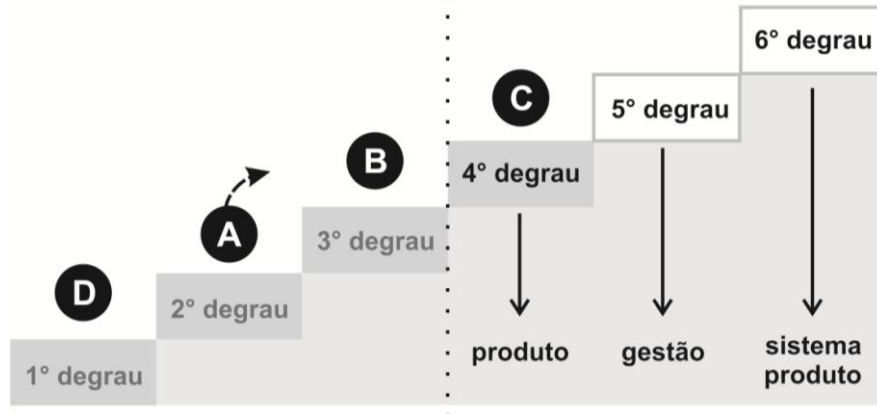 6° degrau
C
5° degrau
B
4° degrau
A
3° degrau
D
2° degrau
1° degrau
produto
gestão
sistema
produto